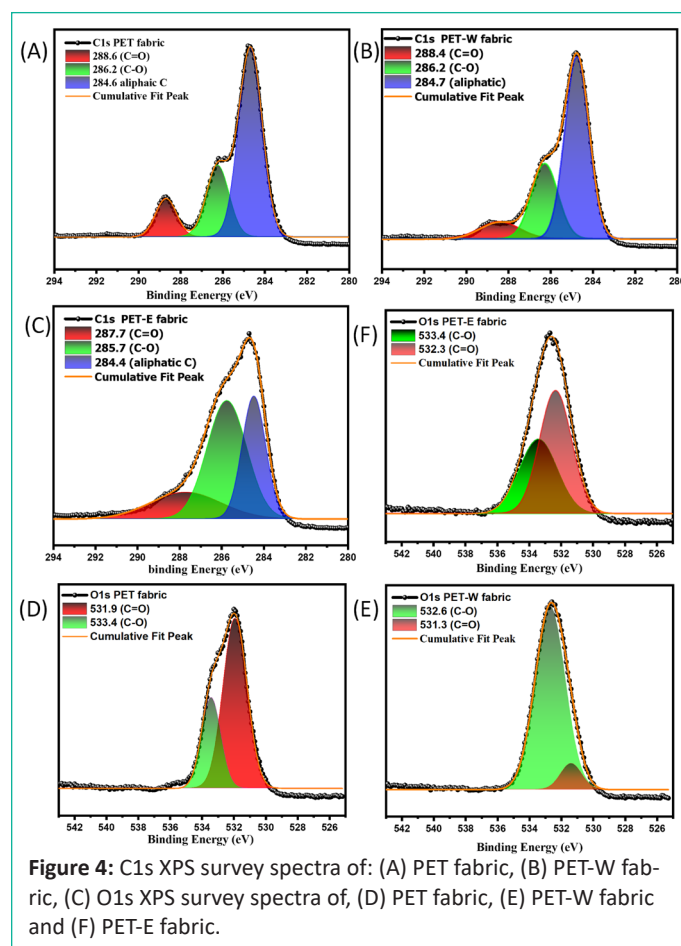 (A)
C1s PET fabric
288.6 (C=O)
286.2 (C-O)
284.6 aliphaic C
Cumulative Fit Peak
294 292 290 288 286 284 282 280
Binding Eenergy (eV)
(B)
C1s PET-W fabric
288.4 (C=O)
286.2 (C-O)
284.7 (aliphatic)
Cumulative Fit Peak
294 292 290 288 286 284 282 280
Binding Eenergy (eV)
(C)
C1s PET-E fabric
287.7 (C=O)
285.7 (C-O)
284.4 (aliphatic C)
Cumulative Fit Peak
294 292 290 288 286 284 282 280
binding Energy (eV)
(F)
O1s PET-E fabric
533.4 (C-O)
532.3 (C=O)
Cumulative Fit Peak
542 540 538 536 534 532 530 528 526
Binding Energy (eV)
(D)
O1s PET fabric
531.9 (C=O)
533.4 (C-O)
Cumulative Fit Peak
542 540 538 536 534 532 530 528 526
Binding Energy (eV)
(E)
O1s PET-W fabric
532.6 (C-O)
531.3 (C=O)
Cumulative Fit Peak
542 540 538 536 534 532 530 528 526
Binding Energy (eV)
Figure 4: C1s XPS survey spectra of: (A) PET fabric, (B) PET-W fab-
ric, (C) O1s XPS survey spectra of, (D) PET fabric, (E) PET-W fabric
and (F) PET-E fabric.